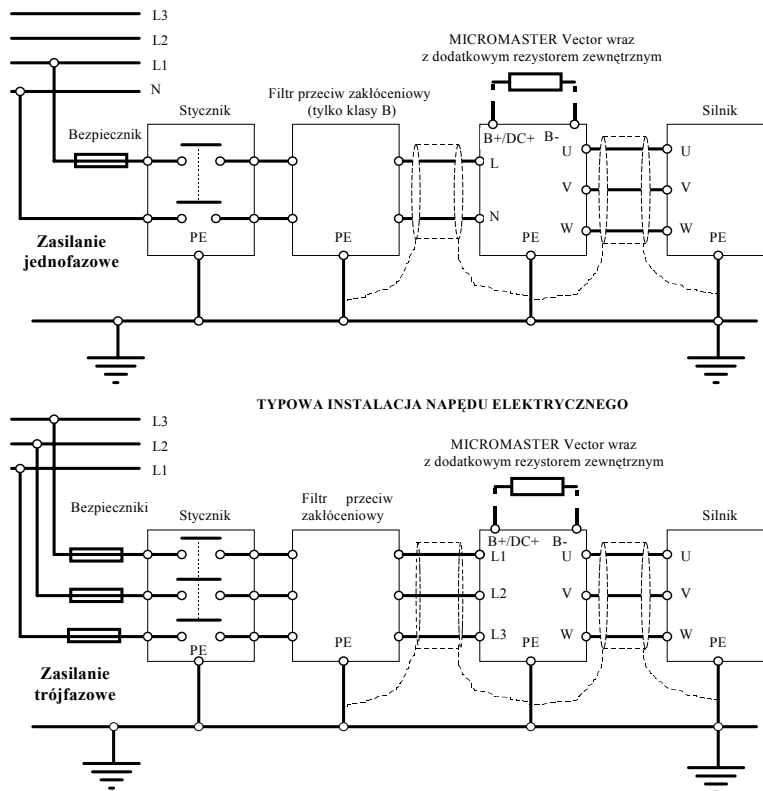 L3
L2
L1
N
MICROMASTER Vector wraz
z dodatkowym rezystorem zewnętrznym
Bezpiecznik
Stycznik
Filtr przeciw zakłóceniowy
(tylko klasy B)
Silnik
B+/DC+ B-
L
N
U
V
W
U
V
W
PE
PE
PE
PE
Zasilanie
jednofazowe
TYPOWA INSTALACJA NAPĘDU ELEKTRYCZNEGO
L3
L2
L1
MICROMASTER Vector wraz
z dodatkowym rezystorem zewnętrznym
Bezpieczniki
Stycznik
Filtr przeciw
zakłóceniowy
Silnik
B+/DC+ B-
L1
L2
L3
U
V
W
U
V
W
PE
PE
PE
PE
Zasilanie
trójfazowe